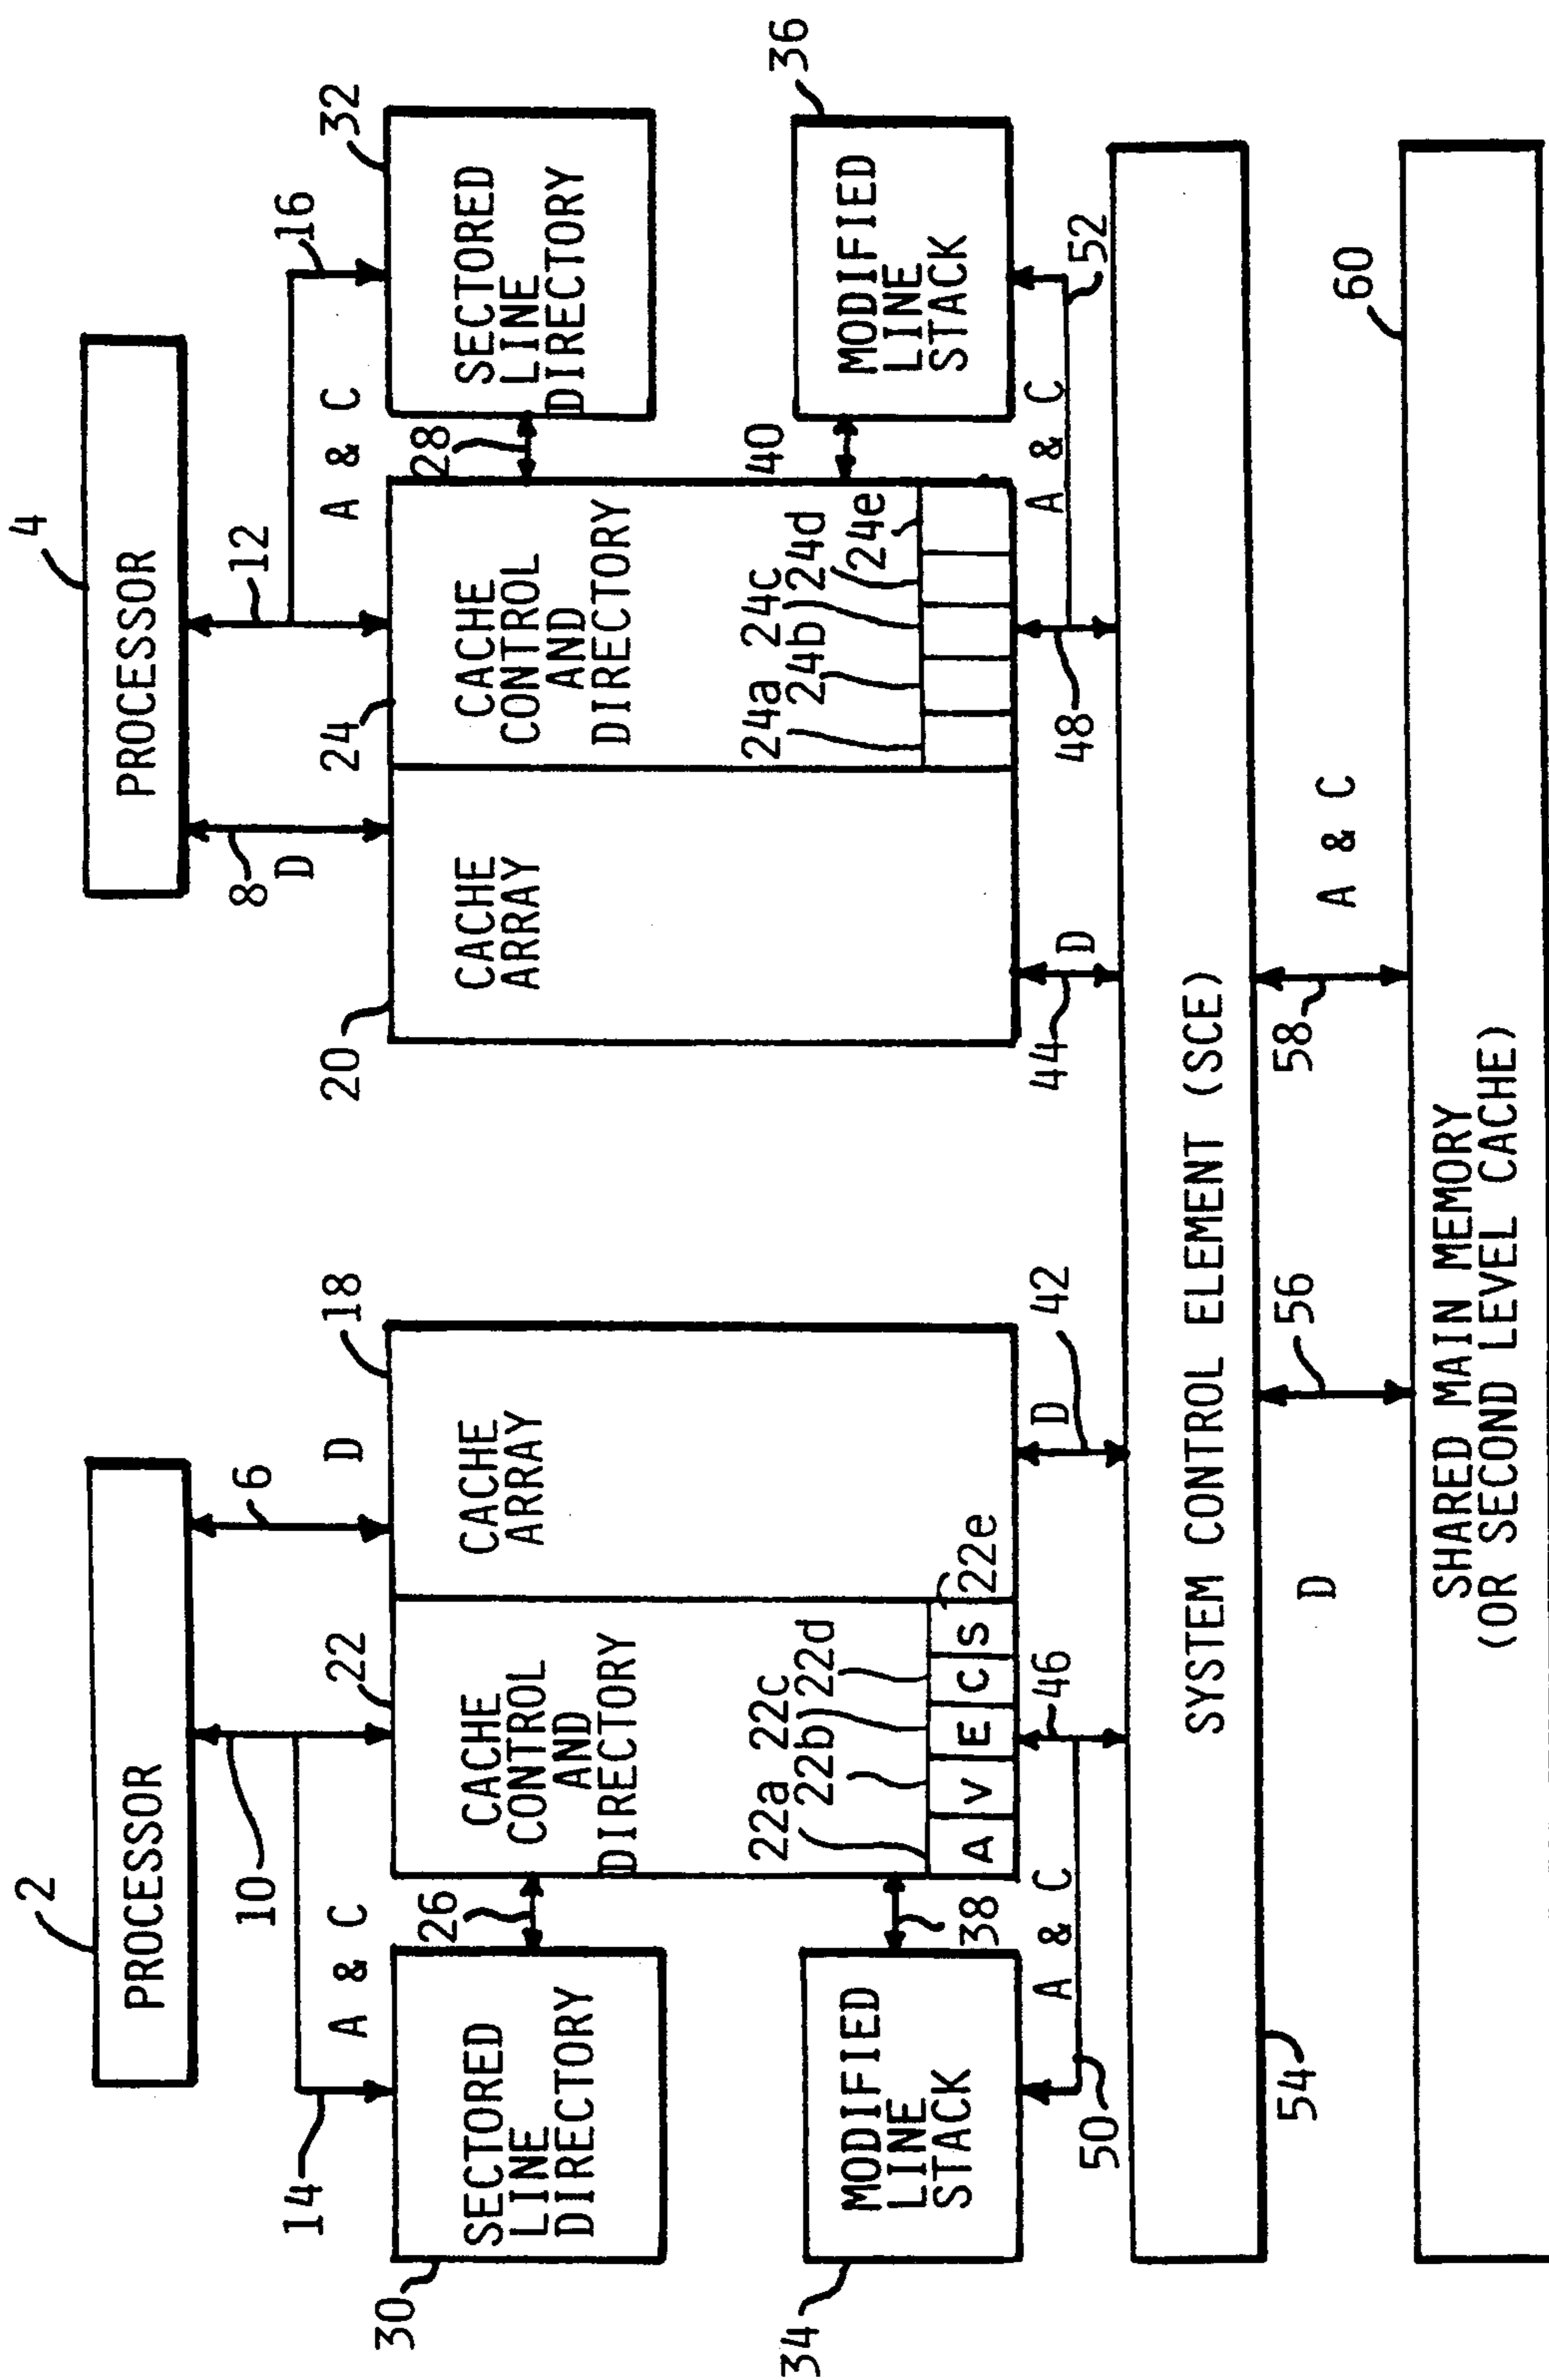 2
PROCESSOR
4
PROCESSOR
10
6
D
8
D
12
14
A & C
16
A & C
30
SECTORED
LINE
DIRECTORY
26
22
CACHE
CONTROL
AND
DIRECTORY
18
CACHE
ARRAY
20
CACHE
ARRAY
24
CACHE
CONTROL
AND
DIRECTORY
28
32
SECTORED
LINE
DIRECTORY
34
MODIFIED
LINE
STACK
38
22a 22c
22b 22d
22e
A V E C S
40
24a 24c
24b 24d
24e
36
MODIFIED
LINE
STACK
50
A & C
46
D
42
44
D
48
A & C
52
SYSTEM CONTROL ELEMENT (SCE)
54
D
56
58
A & C
60
SHARED MAIN MEMORY
(OR SECOND LEVEL CACHE)